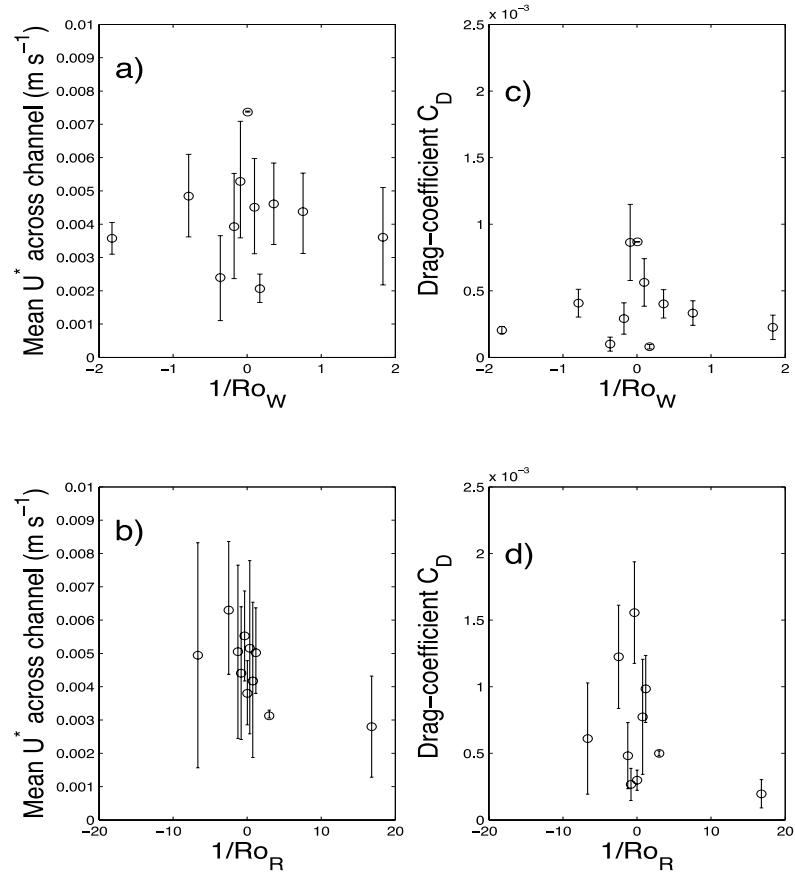 a)
Mean U* across channel (m s⁻¹)
0.01
0.009
0.008
0.007
0.006
0.005
0.004
0.003
0.002
0.001
0
−2 −1 0 1 2
1/Ro_W
c)
x 10⁻³
Drag−coefficient C_D
2.5
2
1.5
1
0.5
0
−2 −1 0 1 2
1/Ro_W
b)
Mean U* across channel (m s⁻¹)
0.01
0.009
0.008
0.007
0.006
0.005
0.004
0.003
0.002
0.001
0
−20 −10 0 10 20
1/Ro_R
d)
x 10⁻³
Drag−coefficient C_D
2.5
2
1.5
1
0.5
0
−20 −10 0 10 20
1/Ro_R